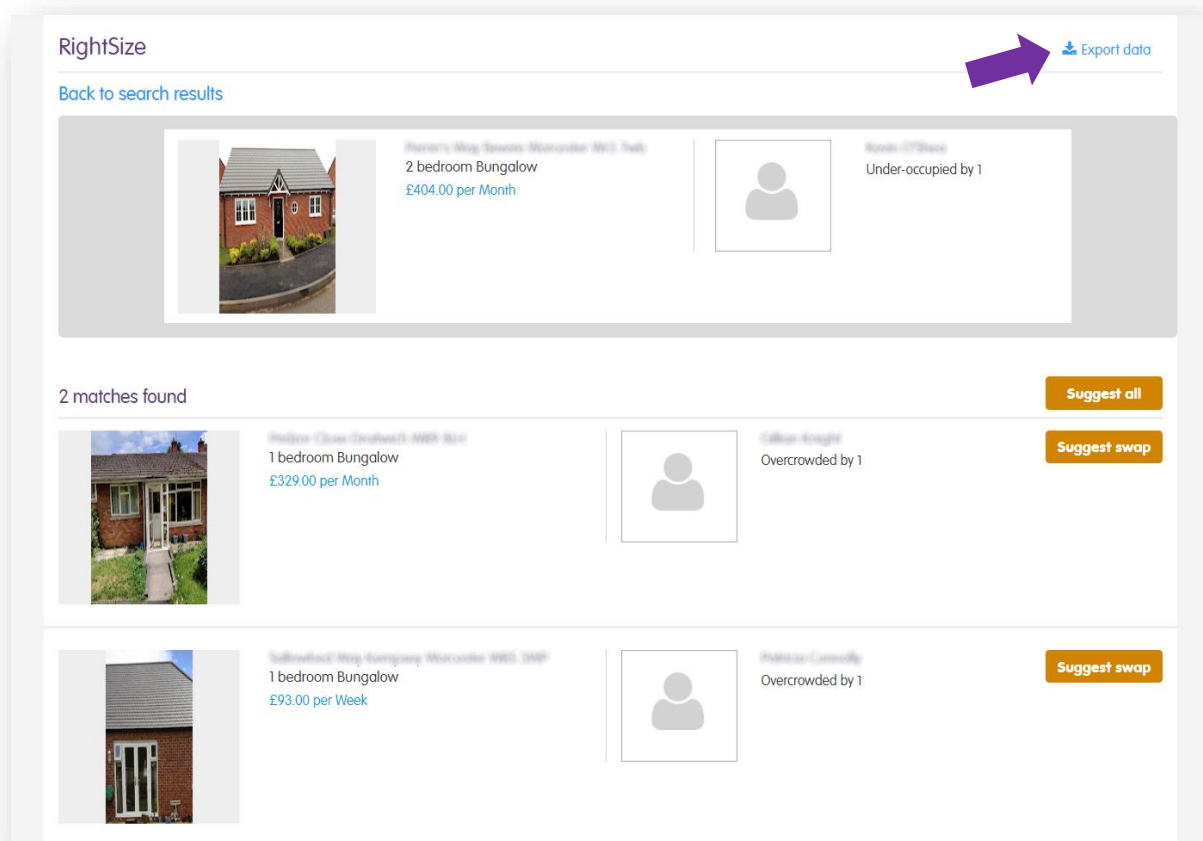 RightSize
Export data
Back to search results
2 bedroom Bungalow
£404.00 per Month
Under-occupied by 1
2 matches found
Suggest all
1 bedroom Bungalow
£329.00 per Month
Overcrowded by 1
Suggest swap
1 bedroom Bungalow
£93.00 per Week
Overcrowded by 1
Suggest swap